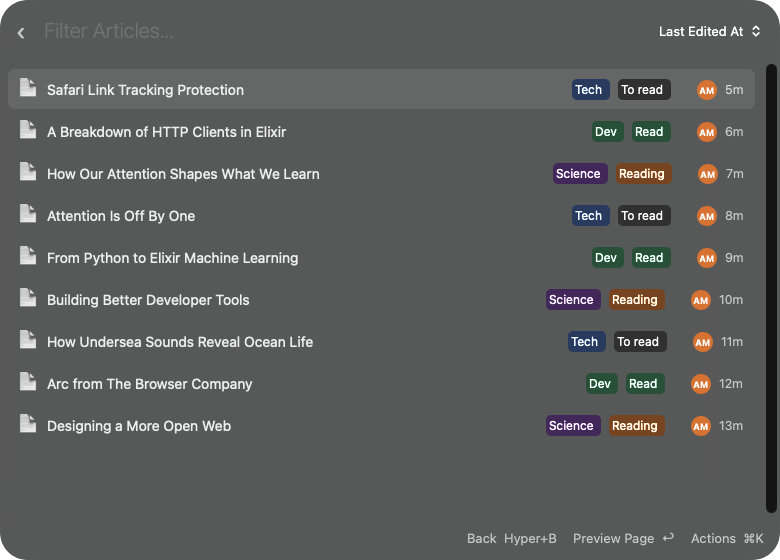 Filter Articles... Last Edited At
Safari Link Tracking Protection Tech To read AM 5m
A Breakdown of HTTP Clients in Elixir Dev Read AM 6m
How Our Attention Shapes What We Learn Science Reading AM 7m
Attention Is Off By One Tech To read AM 8m
From Python to Elixir Machine Learning Dev Read AM 9m
Building Better Developer Tools Science Reading AM 10m
How Undersea Sounds Reveal Ocean Life Tech To read AM 11m
Arc from The Browser Company Dev Read AM 12m
Designing a More Open Web Science Reading AM 13m
Back Hyper+B Preview Page ↩ Actions ⌘K